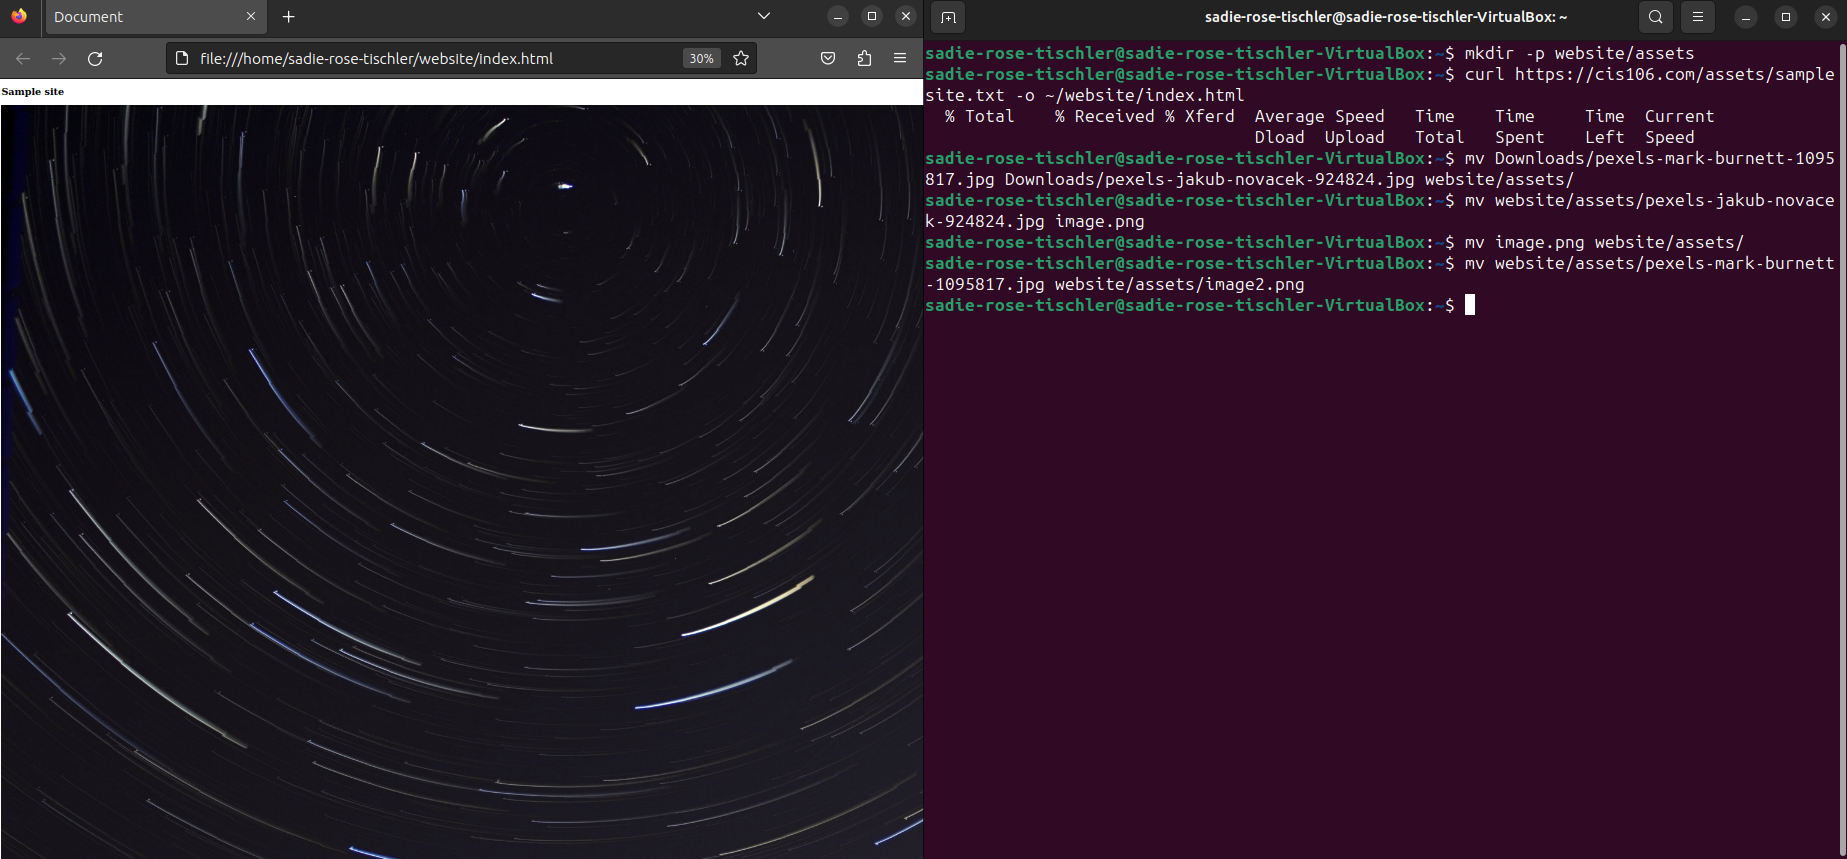 Document
file:///home/sadie-rose-tischler/website/index.html
30%
Sample site
sadie-rose-tischler@sadie-rose-tischler-VirtualBox: ~
sadie-rose-tischler@sadie-rose-tischler-VirtualBox:~$ mkdir -p website/assets
sadie-rose-tischler@sadie-rose-tischler-VirtualBox:~$ curl https://cis106.com/assets/sample
site.txt -o ~/website/index.html
% Total    % Received % Xferd  Average Speed   Time    Time     Time  Current
Dload  Upload   Total   Spent    Left  Speed
sadie-rose-tischler@sadie-rose-tischler-VirtualBox:~$ mv Downloads/pexels-mark-burnett-1095
817.jpg Downloads/pexels-jakub-novacek-924824.jpg website/assets/
sadie-rose-tischler@sadie-rose-tischler-VirtualBox:~$ mv website/assets/pexels-jakub-novace
k-924824.jpg image.png
sadie-rose-tischler@sadie-rose-tischler-VirtualBox:~$ mv image.png website/assets/
sadie-rose-tischler@sadie-rose-tischler-VirtualBox:~$ mv website/assets/pexels-mark-burnett
-1095817.jpg website/assets/image2.png
sadie-rose-tischler@sadie-rose-tischler-VirtualBox:~$